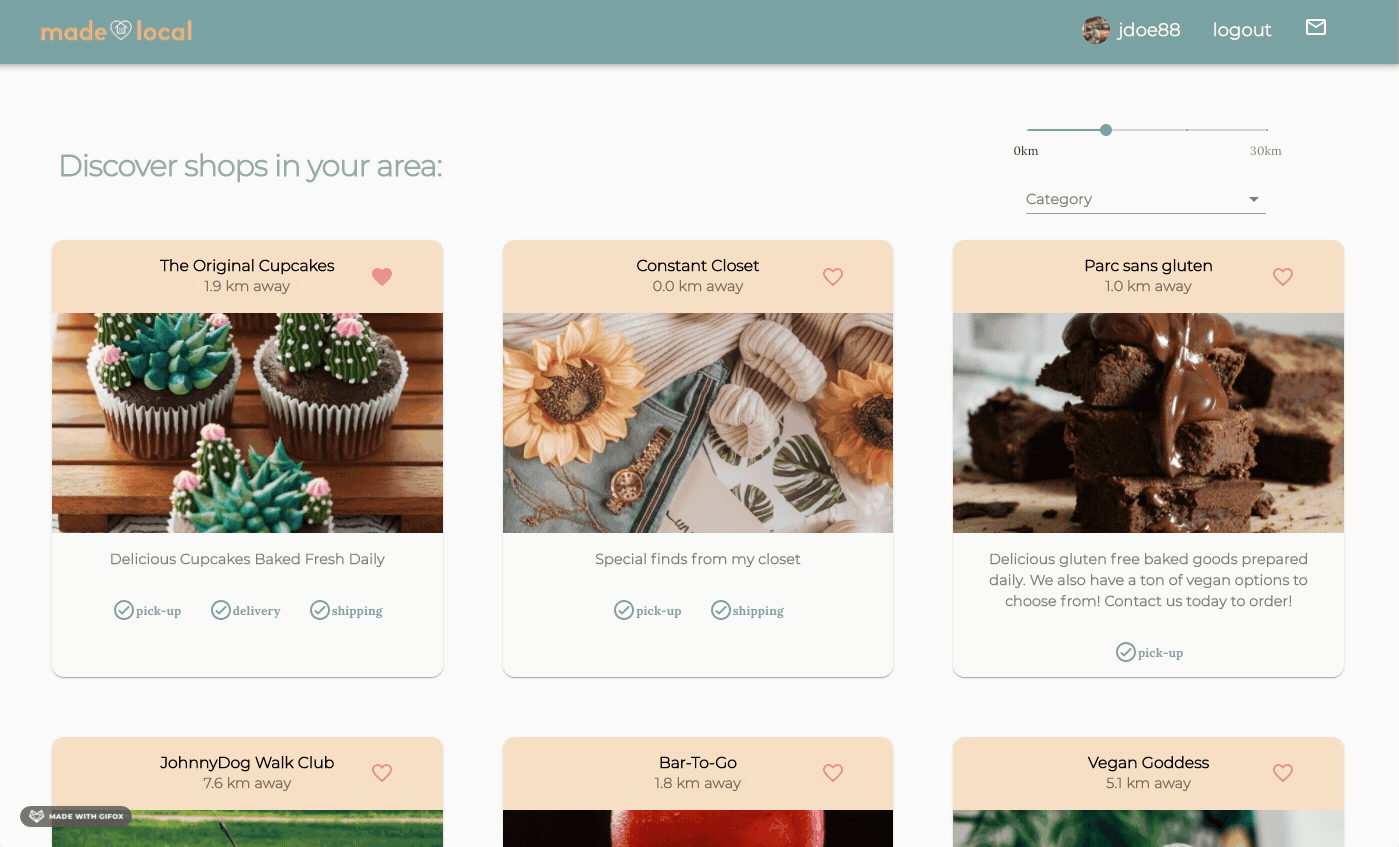 made local
jdoe88
logout
0km
30km
Discover shops in your area:
Category
The Original Cupcakes
1.9 km away
Constant Closet
0.0 km away
Parc sans gluten
1.0 km away
Delicious Cupcakes Baked Fresh Daily
pick-up
delivery
shipping
Special finds from my closet
pick-up
shipping
Delicious gluten free baked goods prepared
daily. We also have a ton of vegan options to
choose from! Contact us today to order!
pick-up
JohnnyDog Walk Club
7.6 km away
Bar-To-Go
1.8 km away
Vegan Goddess
5.1 km away
MADE WITH GIFOX